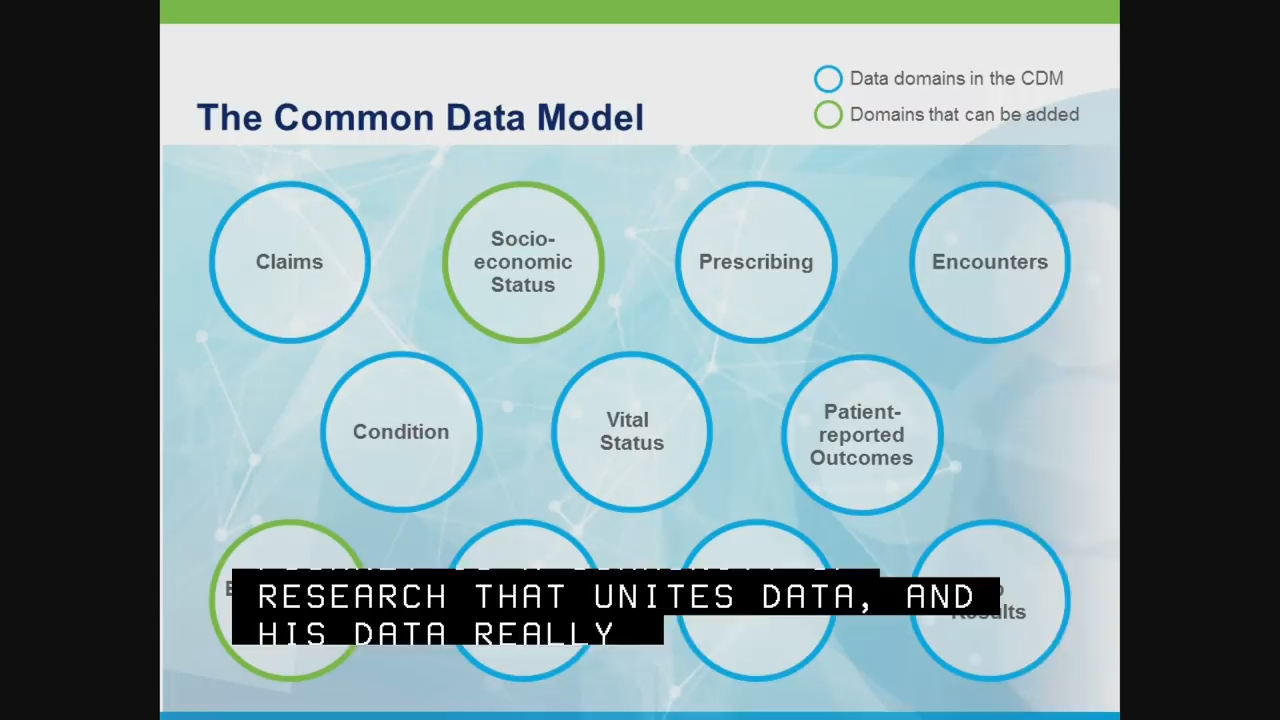 Data domains in the CDM
The Common Data Model
Domains that can be added
Claims
Socio-
economic
Status
Prescribing
Encounters
Condition
Vital
Status
Patient-
reported
Outcomes
RESEARCH THAT UNITES DATA, AND
HIS DATA REALLY